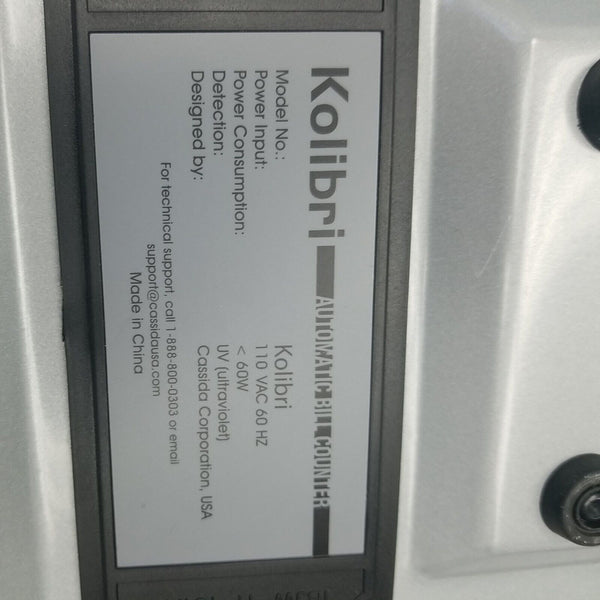 Kolibri AUTOMATIC BILL COUNTER
Model No.: Kolibri
Power Input: 110 VAC 60 HZ
Power Consumption: < 60W
Detection: UV (ultraviolet)
Designed by: Cassida Corporation, USA
For technical support, call 1-888-800-0303 or email
support@cassidausa.com
Made in China